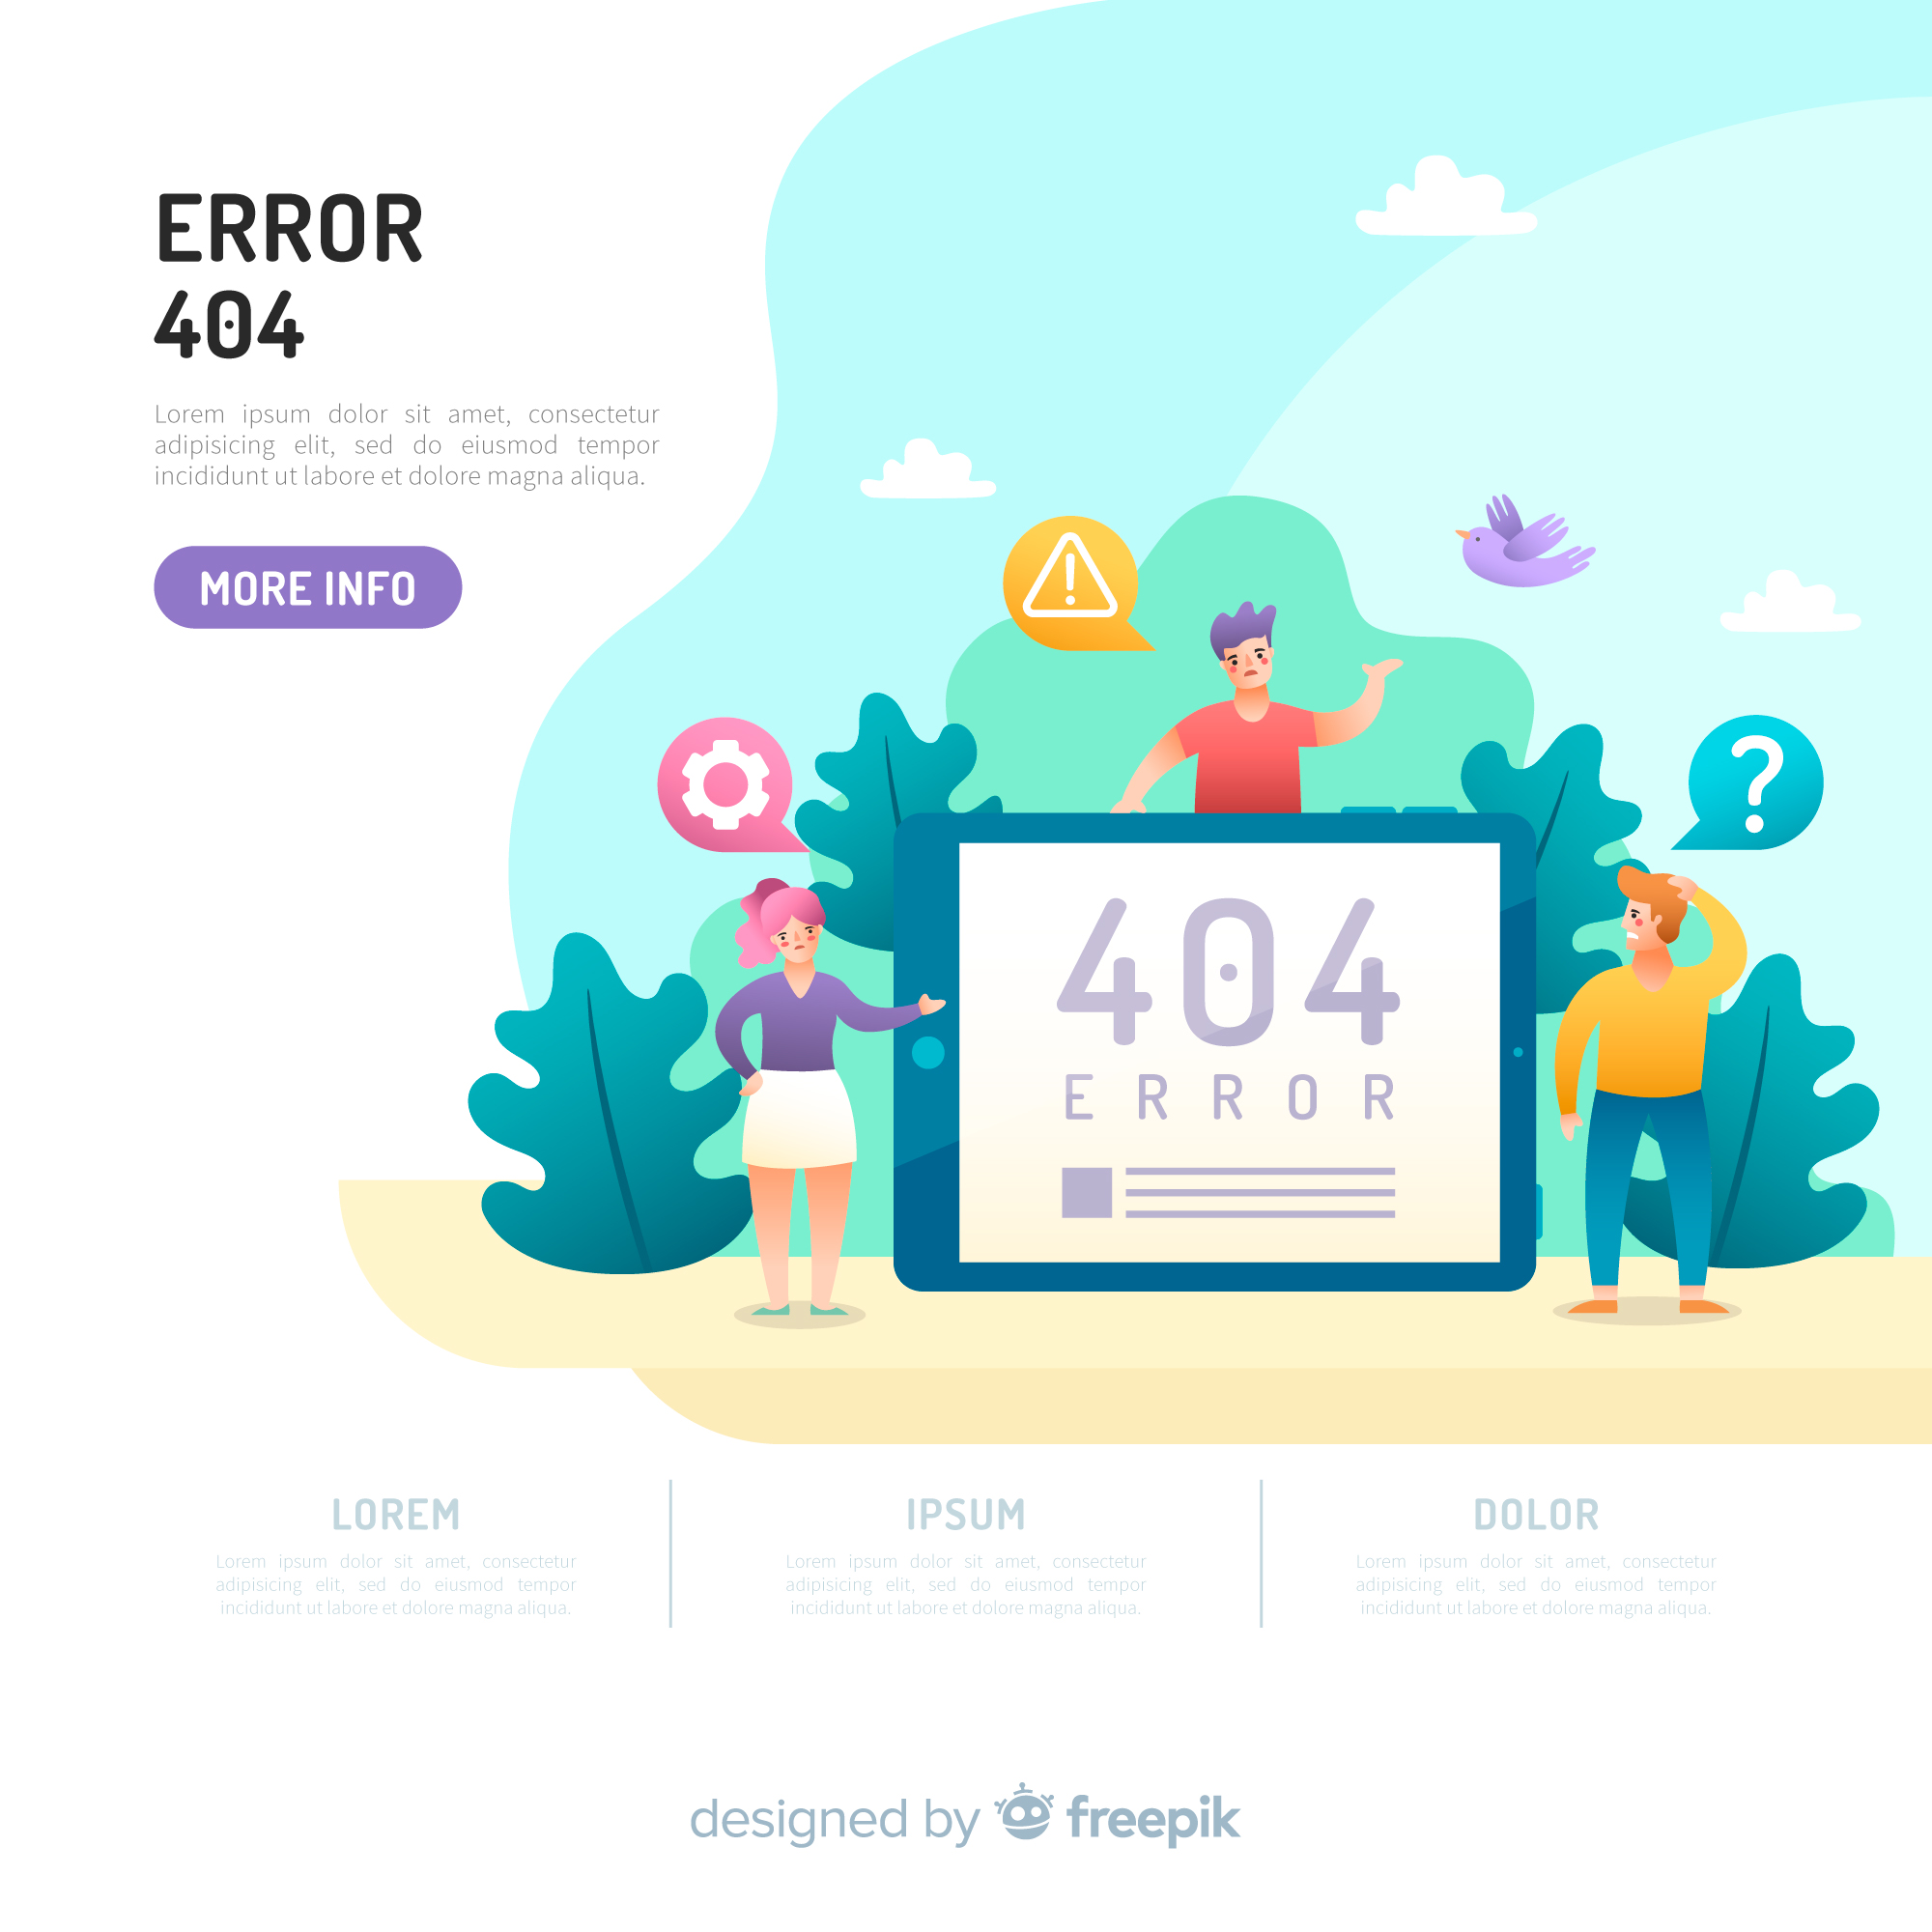 ERROR
404
Lorem ipsum dolor sit amet, consectetur
adipisicing elit, sed do eiusmod tempor
incididunt ut labore et dolore magna aliqua.
MORE INFO
404
ERROR
LOREM
Lorem ipsum dolor sit amet, consectetur
adipisicing elit, sed do eiusmod tempor
incididunt ut labore et dolore magna aliqua.
IPSUM
Lorem ipsum dolor sit amet, consectetur
adipisicing elit, sed do eiusmod tempor
incididunt ut labore et dolore magna aliqua.
DOLOR
Lorem ipsum dolor sit amet, consectetur
adipisicing elit, sed do eiusmod tempor
incididunt ut labore et dolore magna aliqua.
designed by freepik